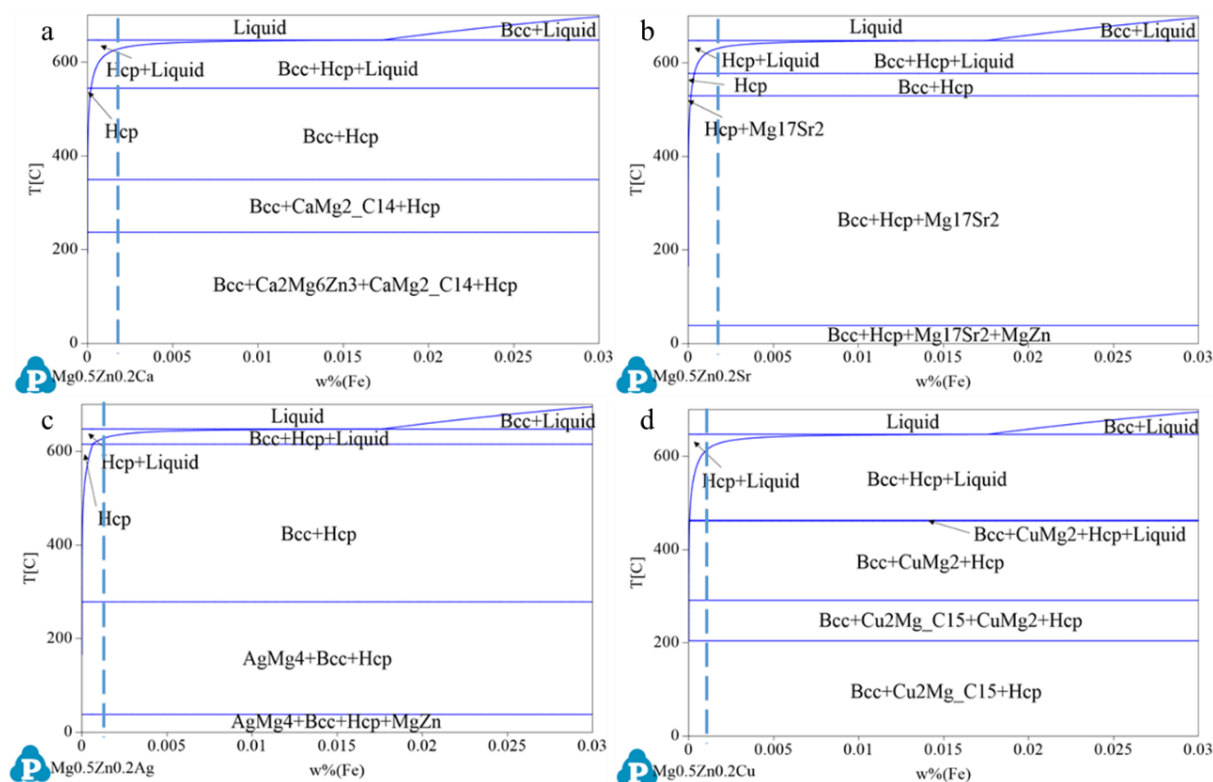 a
Liquid
Bcc+Liquid
600
Hcp+Liquid
Bcc+Hcp+Liquid
Hcp
Bcc+Hcp
400
T[C]
Bcc+CaMg2_C14+Hcp
200
Bcc+Ca2Mg6Zn3+CaMg2_C14+Hcp
0
0 0.005 0.01 0.015 0.02 0.025 0.03
P Mg0.5Zn0.2Ca
w%(Fe)
b
Liquid
Bcc+Liquid
600
Hcp+Liquid
Bcc+Hcp+Liquid
Hcp
Bcc+Hcp
Hcp+Mg17Sr2
400
T[C]
Bcc+Hcp+Mg17Sr2
200
Bcc+Hcp+Mg17Sr2+MgZn
0
0 0.005 0.01 0.015 0.02 0.025 0.03
P Mg0.5Zn0.2Sr
w%(Fe)
c
Liquid
Bcc+Liquid
Bcc+Hcp+Liquid
600
Hcp+Liquid
Hcp
Bcc+Hcp
400
T[C]
200
AgMg4+Bcc+Hcp
AgMg4+Bcc+Hcp+MgZn
0
0 0.005 0.01 0.015 0.02 0.025 0.03
P Mg0.5Zn0.2Ag
w%(Fe)
d
Liquid
Bcc+Liquid
600
Hcp+Liquid
Bcc+Hcp+Liquid
Bcc+CuMg2+Hcp+Liquid
400
Bcc+CuMg2+Hcp
T[C]
Bcc+Cu2Mg_C15+CuMg2+Hcp
200
Bcc+Cu2Mg_C15+Hcp
0
0 0.005 0.01 0.015 0.02 0.025 0.03
P Mg0.5Zn0.2Cu
w%(Fe)